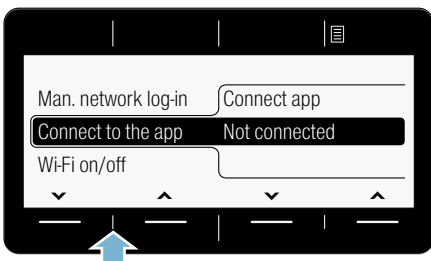 Man. network log-in Connect app
Connect to the app Not connected
Wi-Fi on/off